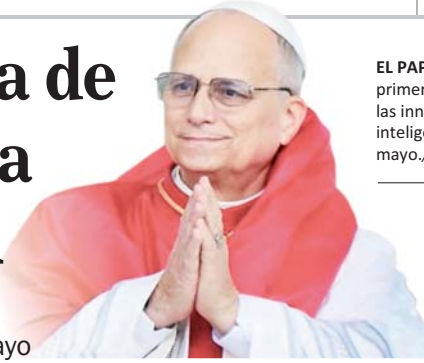 a de
a
EL PAP
primer
las inn
intelig
mayo.
ayo